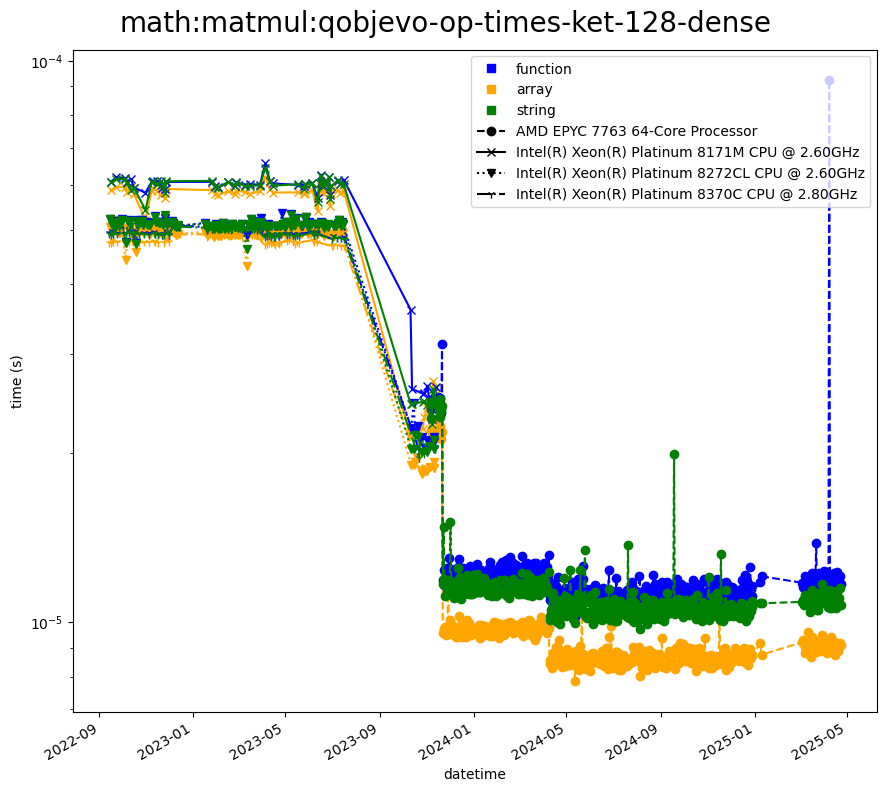 math:matmul:qobjevo-op-times-ket-128-dense
function
array
string
AMD EPYC 7763 64-Core Processor
Intel(R) Xeon(R) Platinum 8171M CPU @ 2.60GHz
Intel(R) Xeon(R) Platinum 8272CL CPU @ 2.60GHz
Intel(R) Xeon(R) Platinum 8370C CPU @ 2.80GHz
10⁻⁴
10⁻⁵
time (s)
2022-09
2023-01
2023-05
2023-09
2024-01
2024-05
2024-09
2025-01
2025-05
datetime